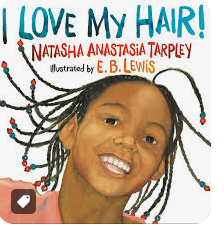 I LOVE MY HAIR!
NATASHA ANASTASIA TARPLEY
illustrated by E. B. LEWIS